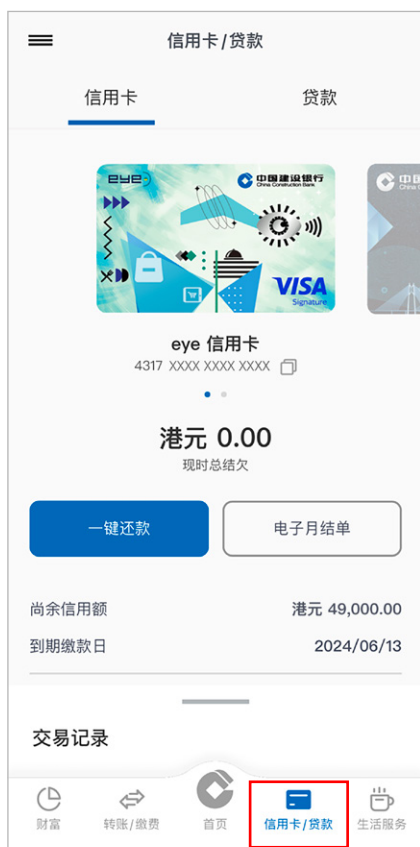 信用卡/贷款
信用卡
贷款
eye
中国建设银行
China Construction Bank
VISA
Signature
eye 信用卡
4317 XXXX XXXX XXXX
港元 0.00
现时总结欠
一键还款
电子月结单
尚余信用额
港元 49,000.00
到期缴款日
2024/06/13
交易记录
财富
转账/缴费
首页
信用卡/贷款
生活服务